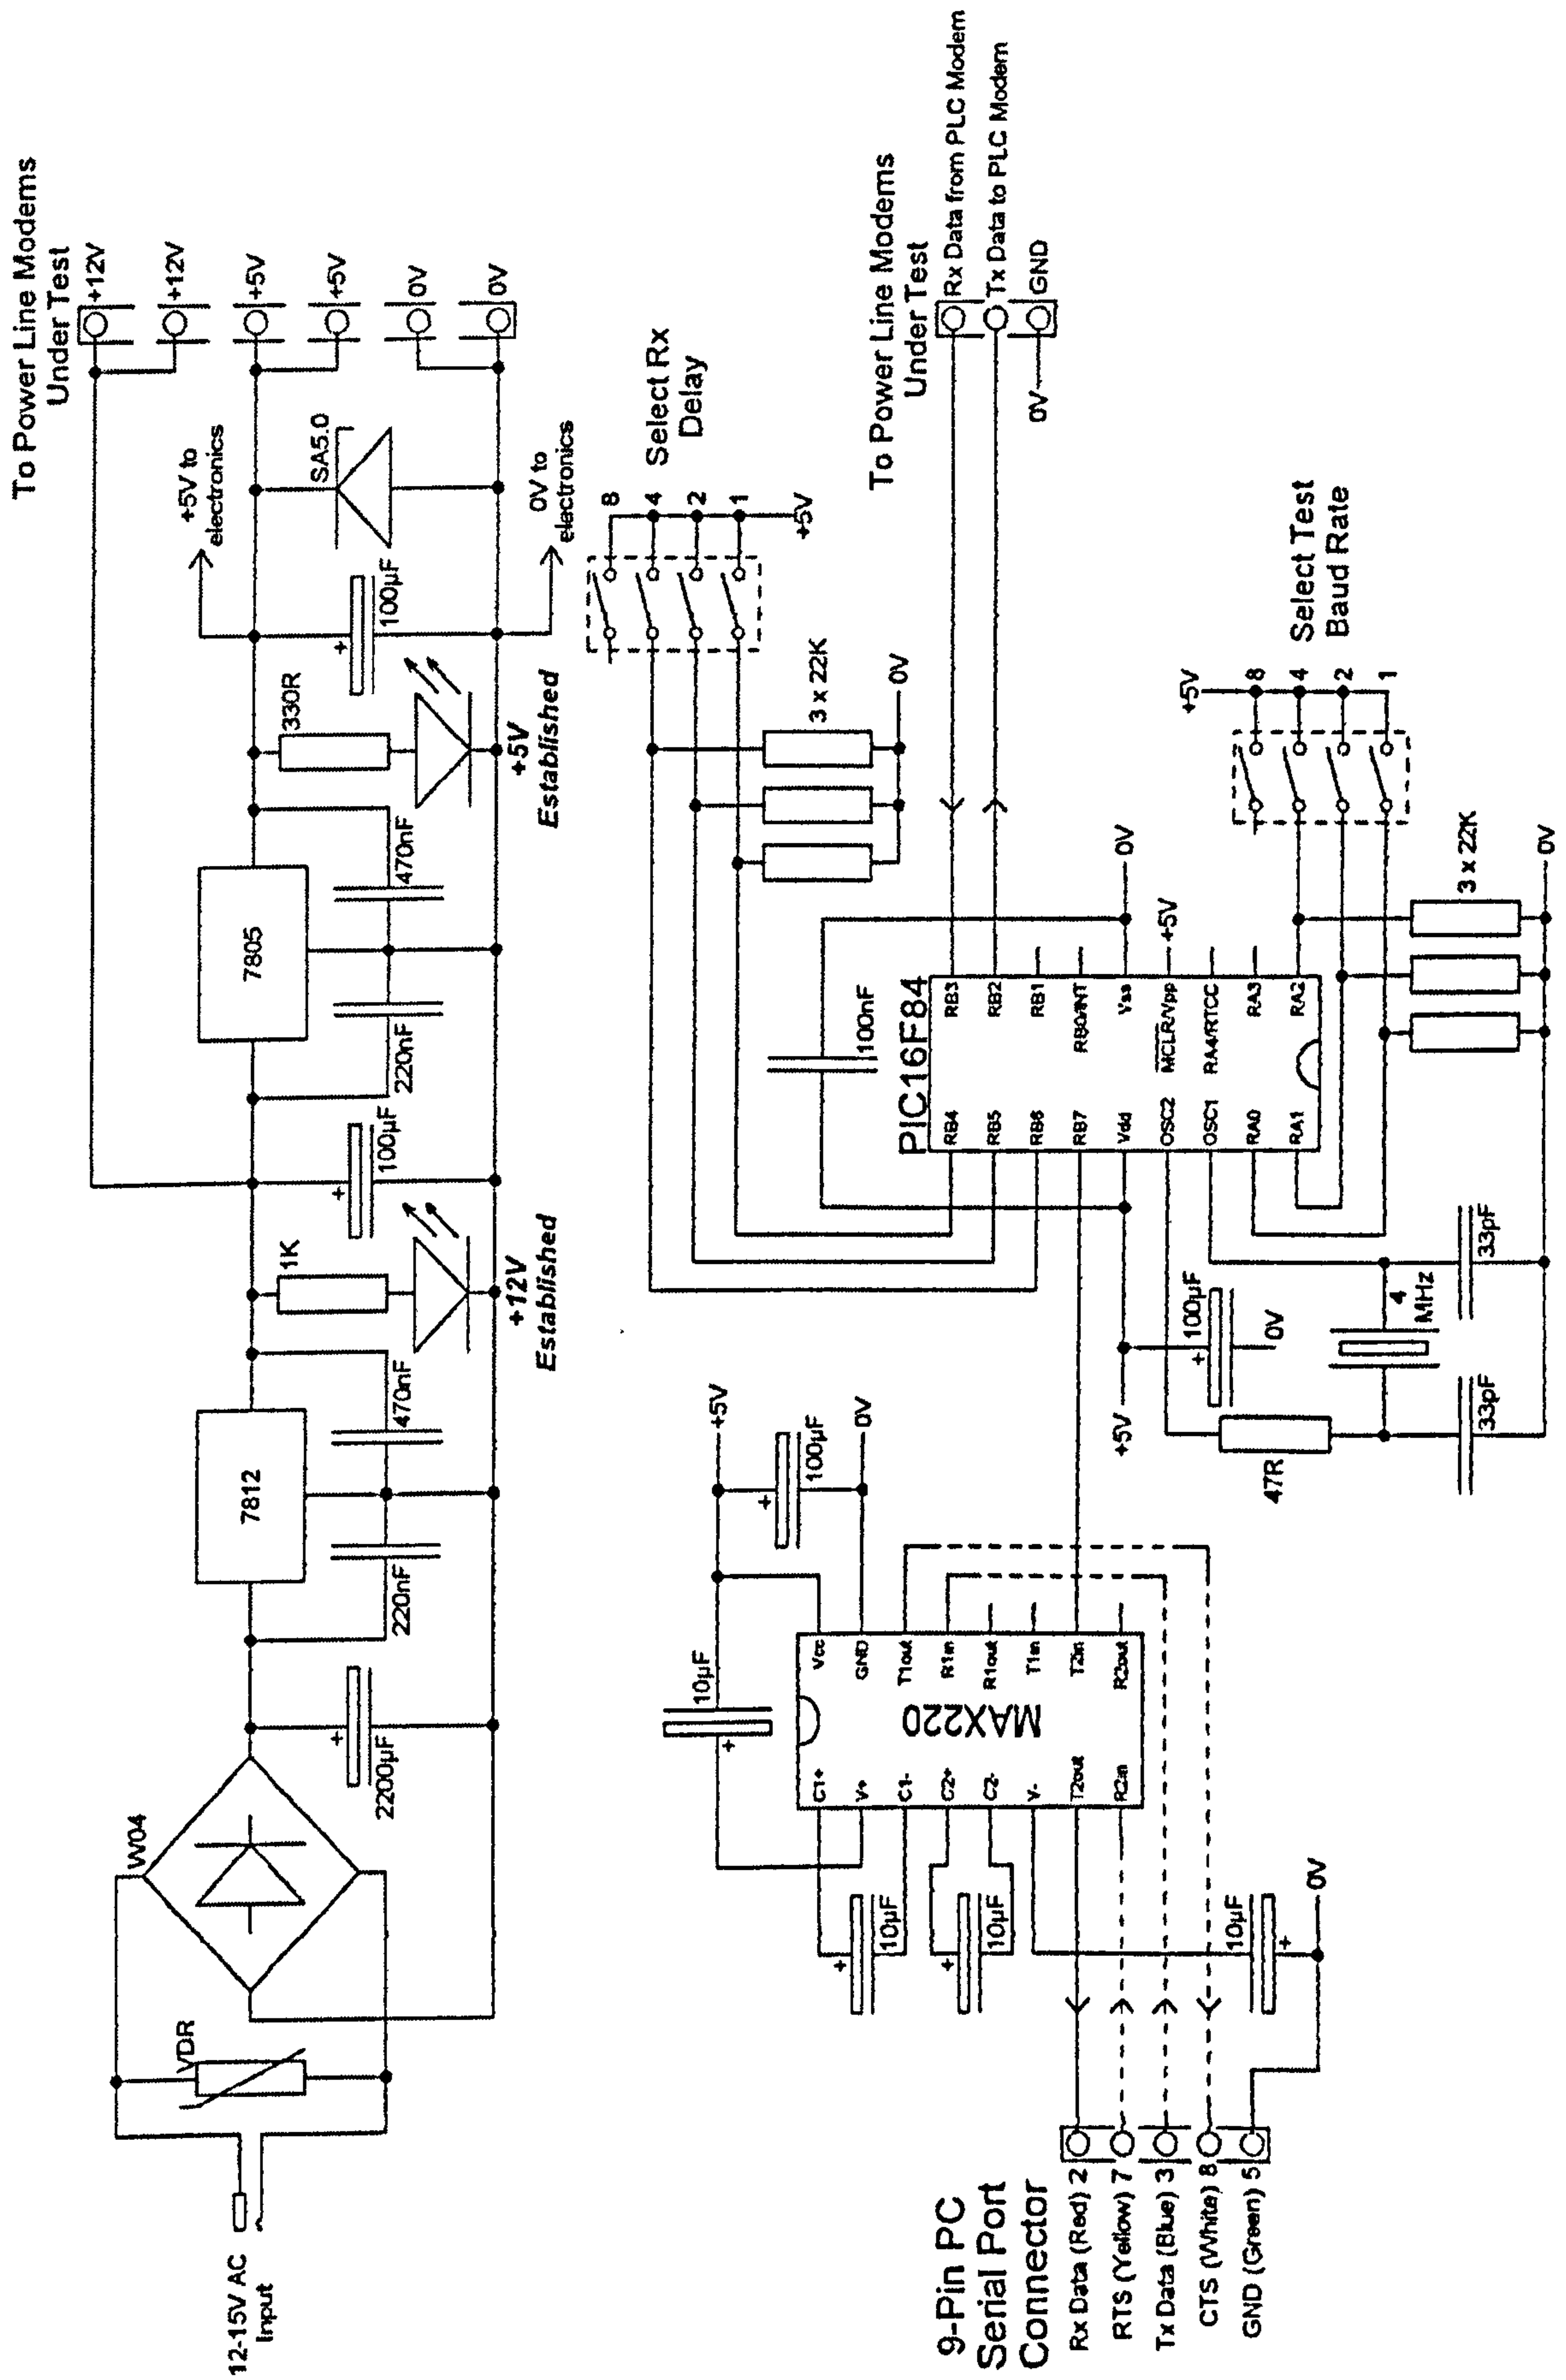 To Power Line Modems
Under Test
+12V
+12V
+5V
+5V
0V
0V
+5V to
electronics
0V to
electronics
SA5.0
+
100µF
330R
+5V
Established
470nF
7805
220nF
+
100µF
1K
+12V
Established
470nF
7812
220nF
+
2200µF
W04
VDR
12-15V AC
Input
Select Rx
Delay
8
4
2
1
+5V
3 x 22K
0V
To Power Line Modems
Under Test
Rx Data from PLC Modem
Tx Data to PLC Modem
GND
0V
Select Test
Baud Rate
+5V
8
4
2
1
3 x 22K
0V
0V
+5V
100nF
PIC16F84
RB3
RB2
RB1
RB0/INT
Vss
MCLR/Vpp
RA4/RTCC
RA3
RA2
RB4
RB5
RB6
RB7
Vdd
OSC2
OSC1
RA0
RA1
+5V
+
100µF
0V
4
MHz
33pF
33pF
47R
+5V
+
100µF
0V
10µF
+
MAX220
Vcc
GND
T1out
R1in
R1out
T1in
T2in
R2out
C1+
V+
C1-
C2+
C2-
V-
T2out
R2in
+
10µF
+
10µF
10µF
+
0V
9-Pin PC
Serial Port
Connector
Rx Data (Red) 2
RTS (Yellow) 7
Tx Data (Blue) 3
CTS (White) 8
GND (Green) 5